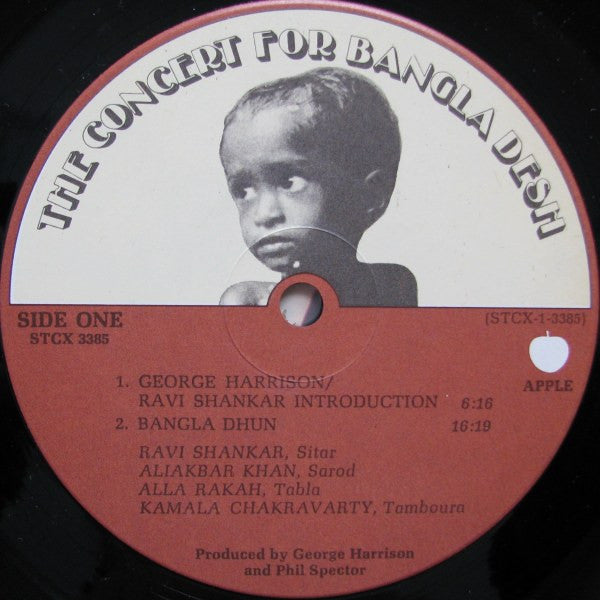 THE CONCERT FOR BANGLA DESH
SIDE ONE
STCX 3385
(STCX-1-3385)
APPLE
1. GEORGE HARRISON/
RAVI SHANKAR INTRODUCTION 6:16
2. BANGLA DHUN 16:19
RAVI SHANKAR, Sitar
ALIAKBAR KHAN, Sarod
ALLA RAKAH, Tabla
KAMALA CHAKRAVARTY, Tamboura
Produced by George Harrison
and Phil Spector